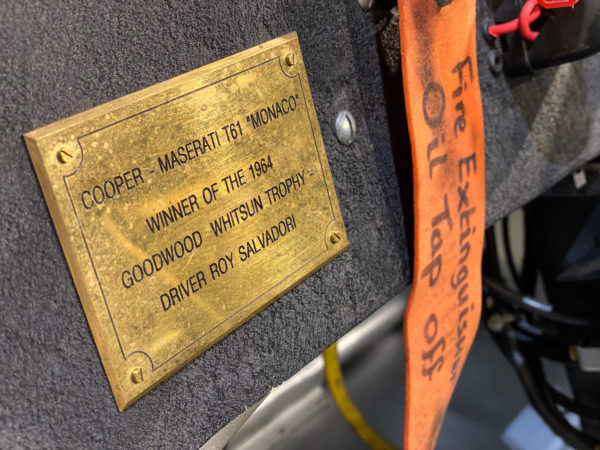 COOPER - MASERATI T61 "MONACO"
WINNER OF THE 1964
GOODWOOD WHITSUN TROPHY -
DRIVER ROY SALVADORI
Fire Extinguisher
Oil Tap off